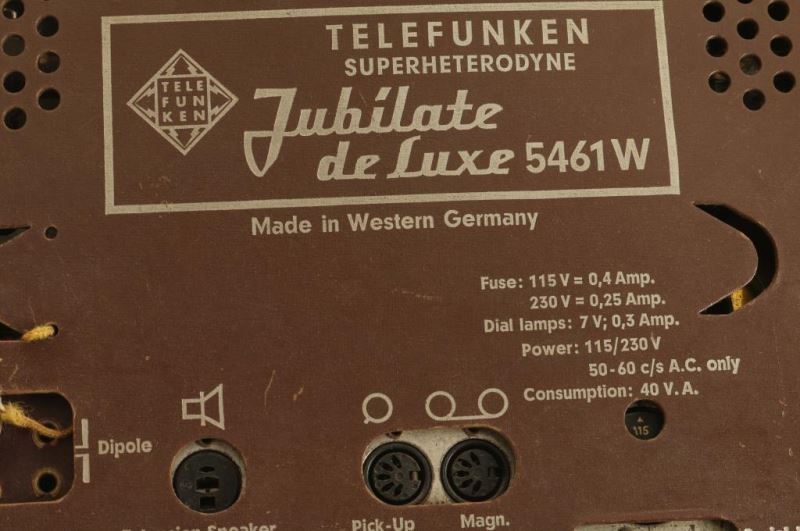 TELEFUNKEN
SUPERHETERODYNE
TELE
FUN
KEN
Jubilate
de Luxe 5461W
Made in Western Germany
Fuse: 115 V = 0,4 Amp.
230 V = 0,25 Amp.
Dial lamps: 7 V; 0,3 Amp.
Power: 115/230 V
50-60 c/s A.C. only
Consumption: 40 V. A.
115
Dipole
Speaker
Pick-Up
Magn.